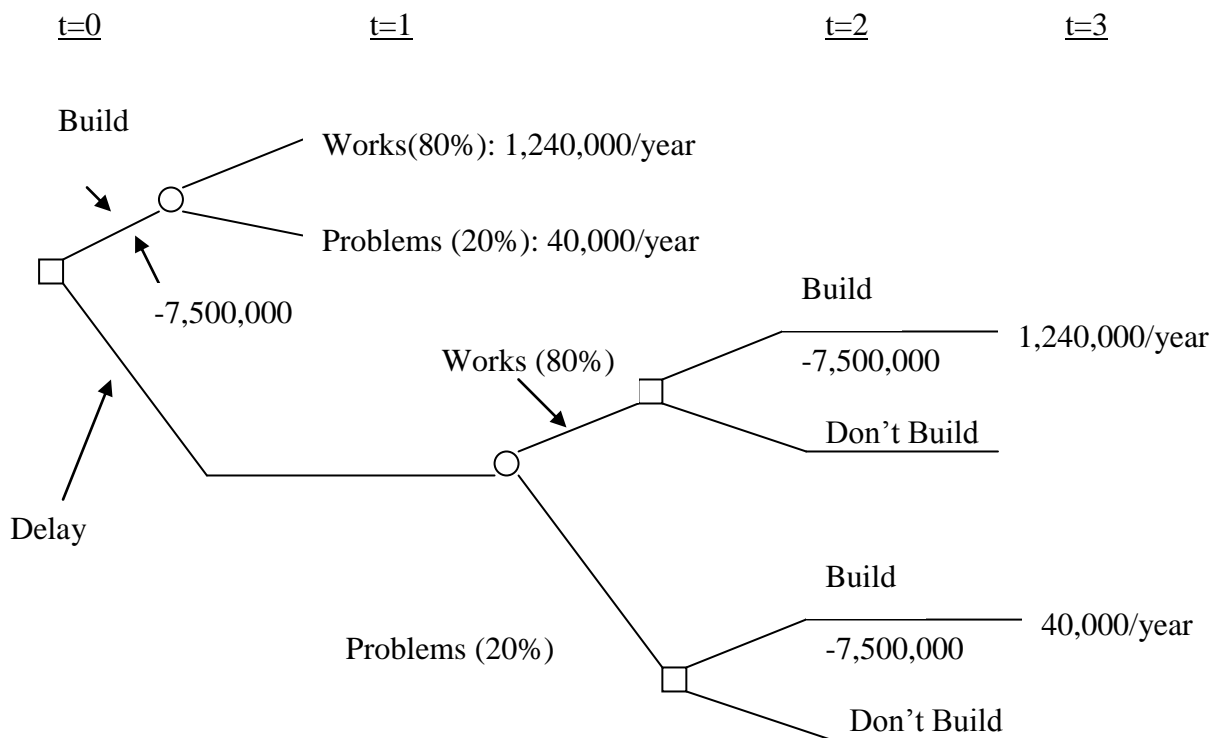 t=0 t=1 t=2 t=3
Build
Works(80%): 1,240,000/year
Problems (20%): 40,000/year
-7,500,000
Build
Works (80%)
-7,500,000
1,240,000/year
Don’t Build
Delay
Build
Problems (20%)
-7,500,000
40,000/year
Don’t Build